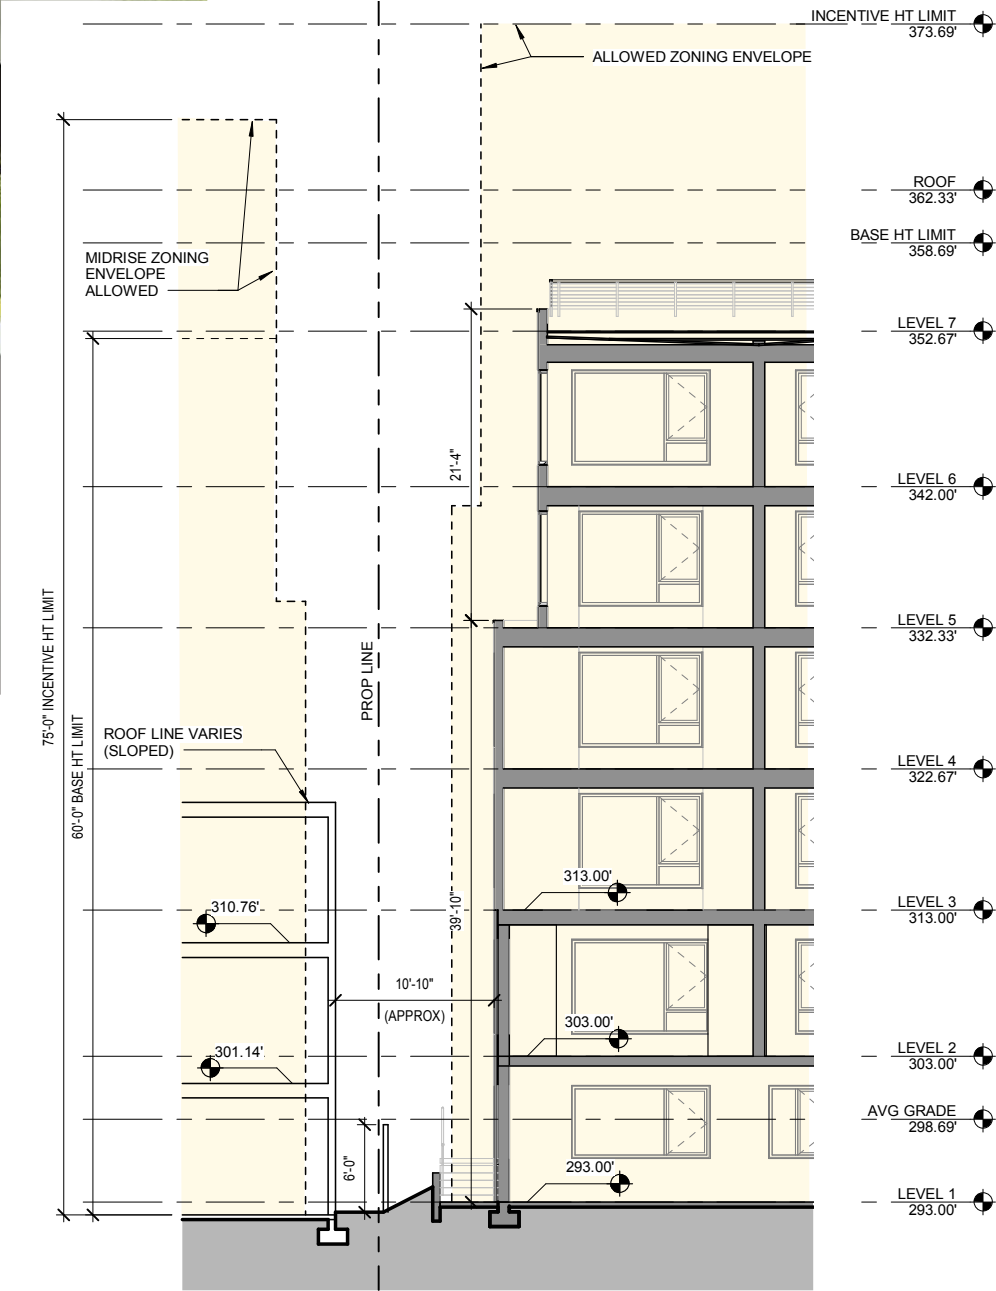 INCENTIVE HT LIMIT
373.69'
ALLOWED ZONING ENVELOPE
ROOF
362.33'
BASE HT LIMIT
358.69'
MIDRISE ZONING
ENVELOPE
ALLOWED
LEVEL 7
352.67'
21'-4"
LEVEL 6
342.00'
75'-0" INCENTIVE HT LIMIT
60'-0" BASE HT LIMIT
PROP LINE
LEVEL 5
332.33'
ROOF LINE VARIES
(SLOPED)
LEVEL 4
322.67'
313.00'
39'-10"
310.76'
LEVEL 3
313.00'
10'-10"
(APPROX)
303.00'
301.14'
LEVEL 2
303.00'
AVG GRADE
298.69'
6'-0"
293.00'
LEVEL 1
293.00'